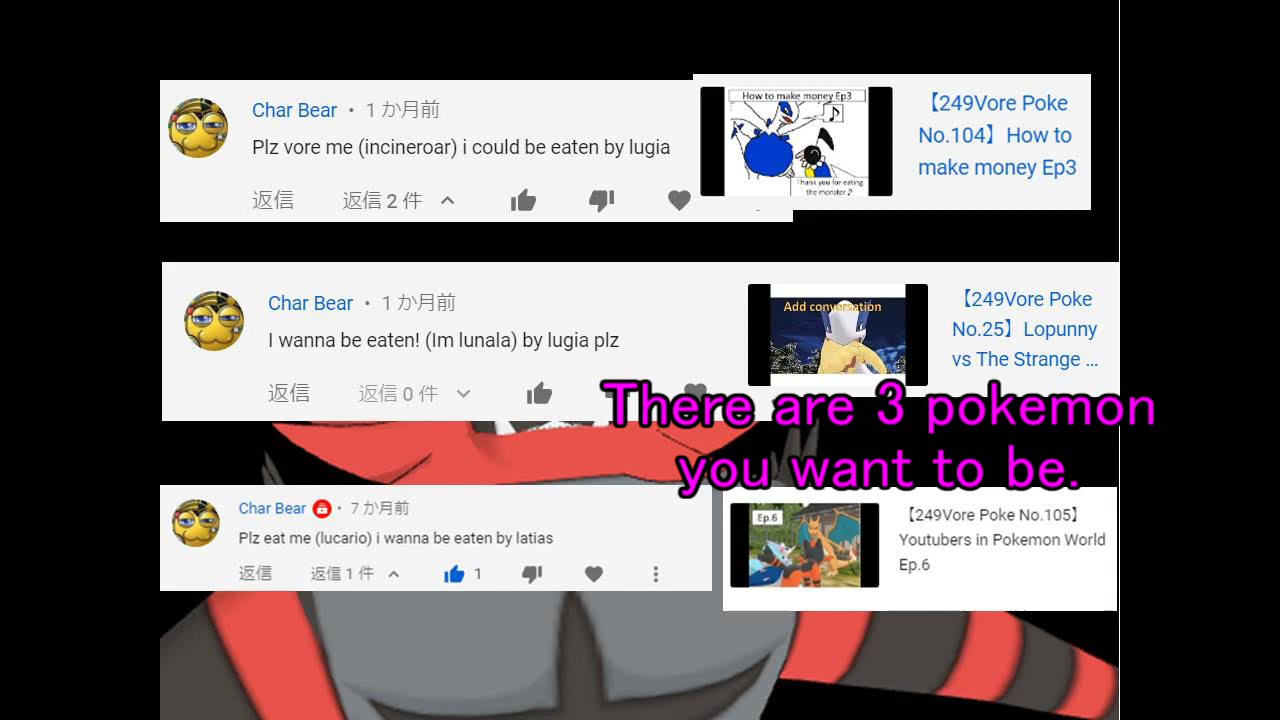 Char Bear • 1 か月前
Plz vore me (incineroar) i could be eaten by lugia
返信 返信 2 件
How to make money Ep3
Thank you for eating
the monster♪
【249Vore Poke
No.104】How to
make money Ep3
Char Bear • 1 か月前
I wanna be eaten! (Im lunala) by lugia plz
返信 返信 0 件
Add conversation
【249Vore Poke
No.25】Lopunny
vs The Strange ...
There are 3 pokemon
you want to be.
Char Bear • 7 か月前
Plz eat me (lucario) i wanna be eaten by latias
返信 返信 1 件 1
Ep.6
【249Vore Poke No.105】
Youtubers in Pokemon World
Ep.6